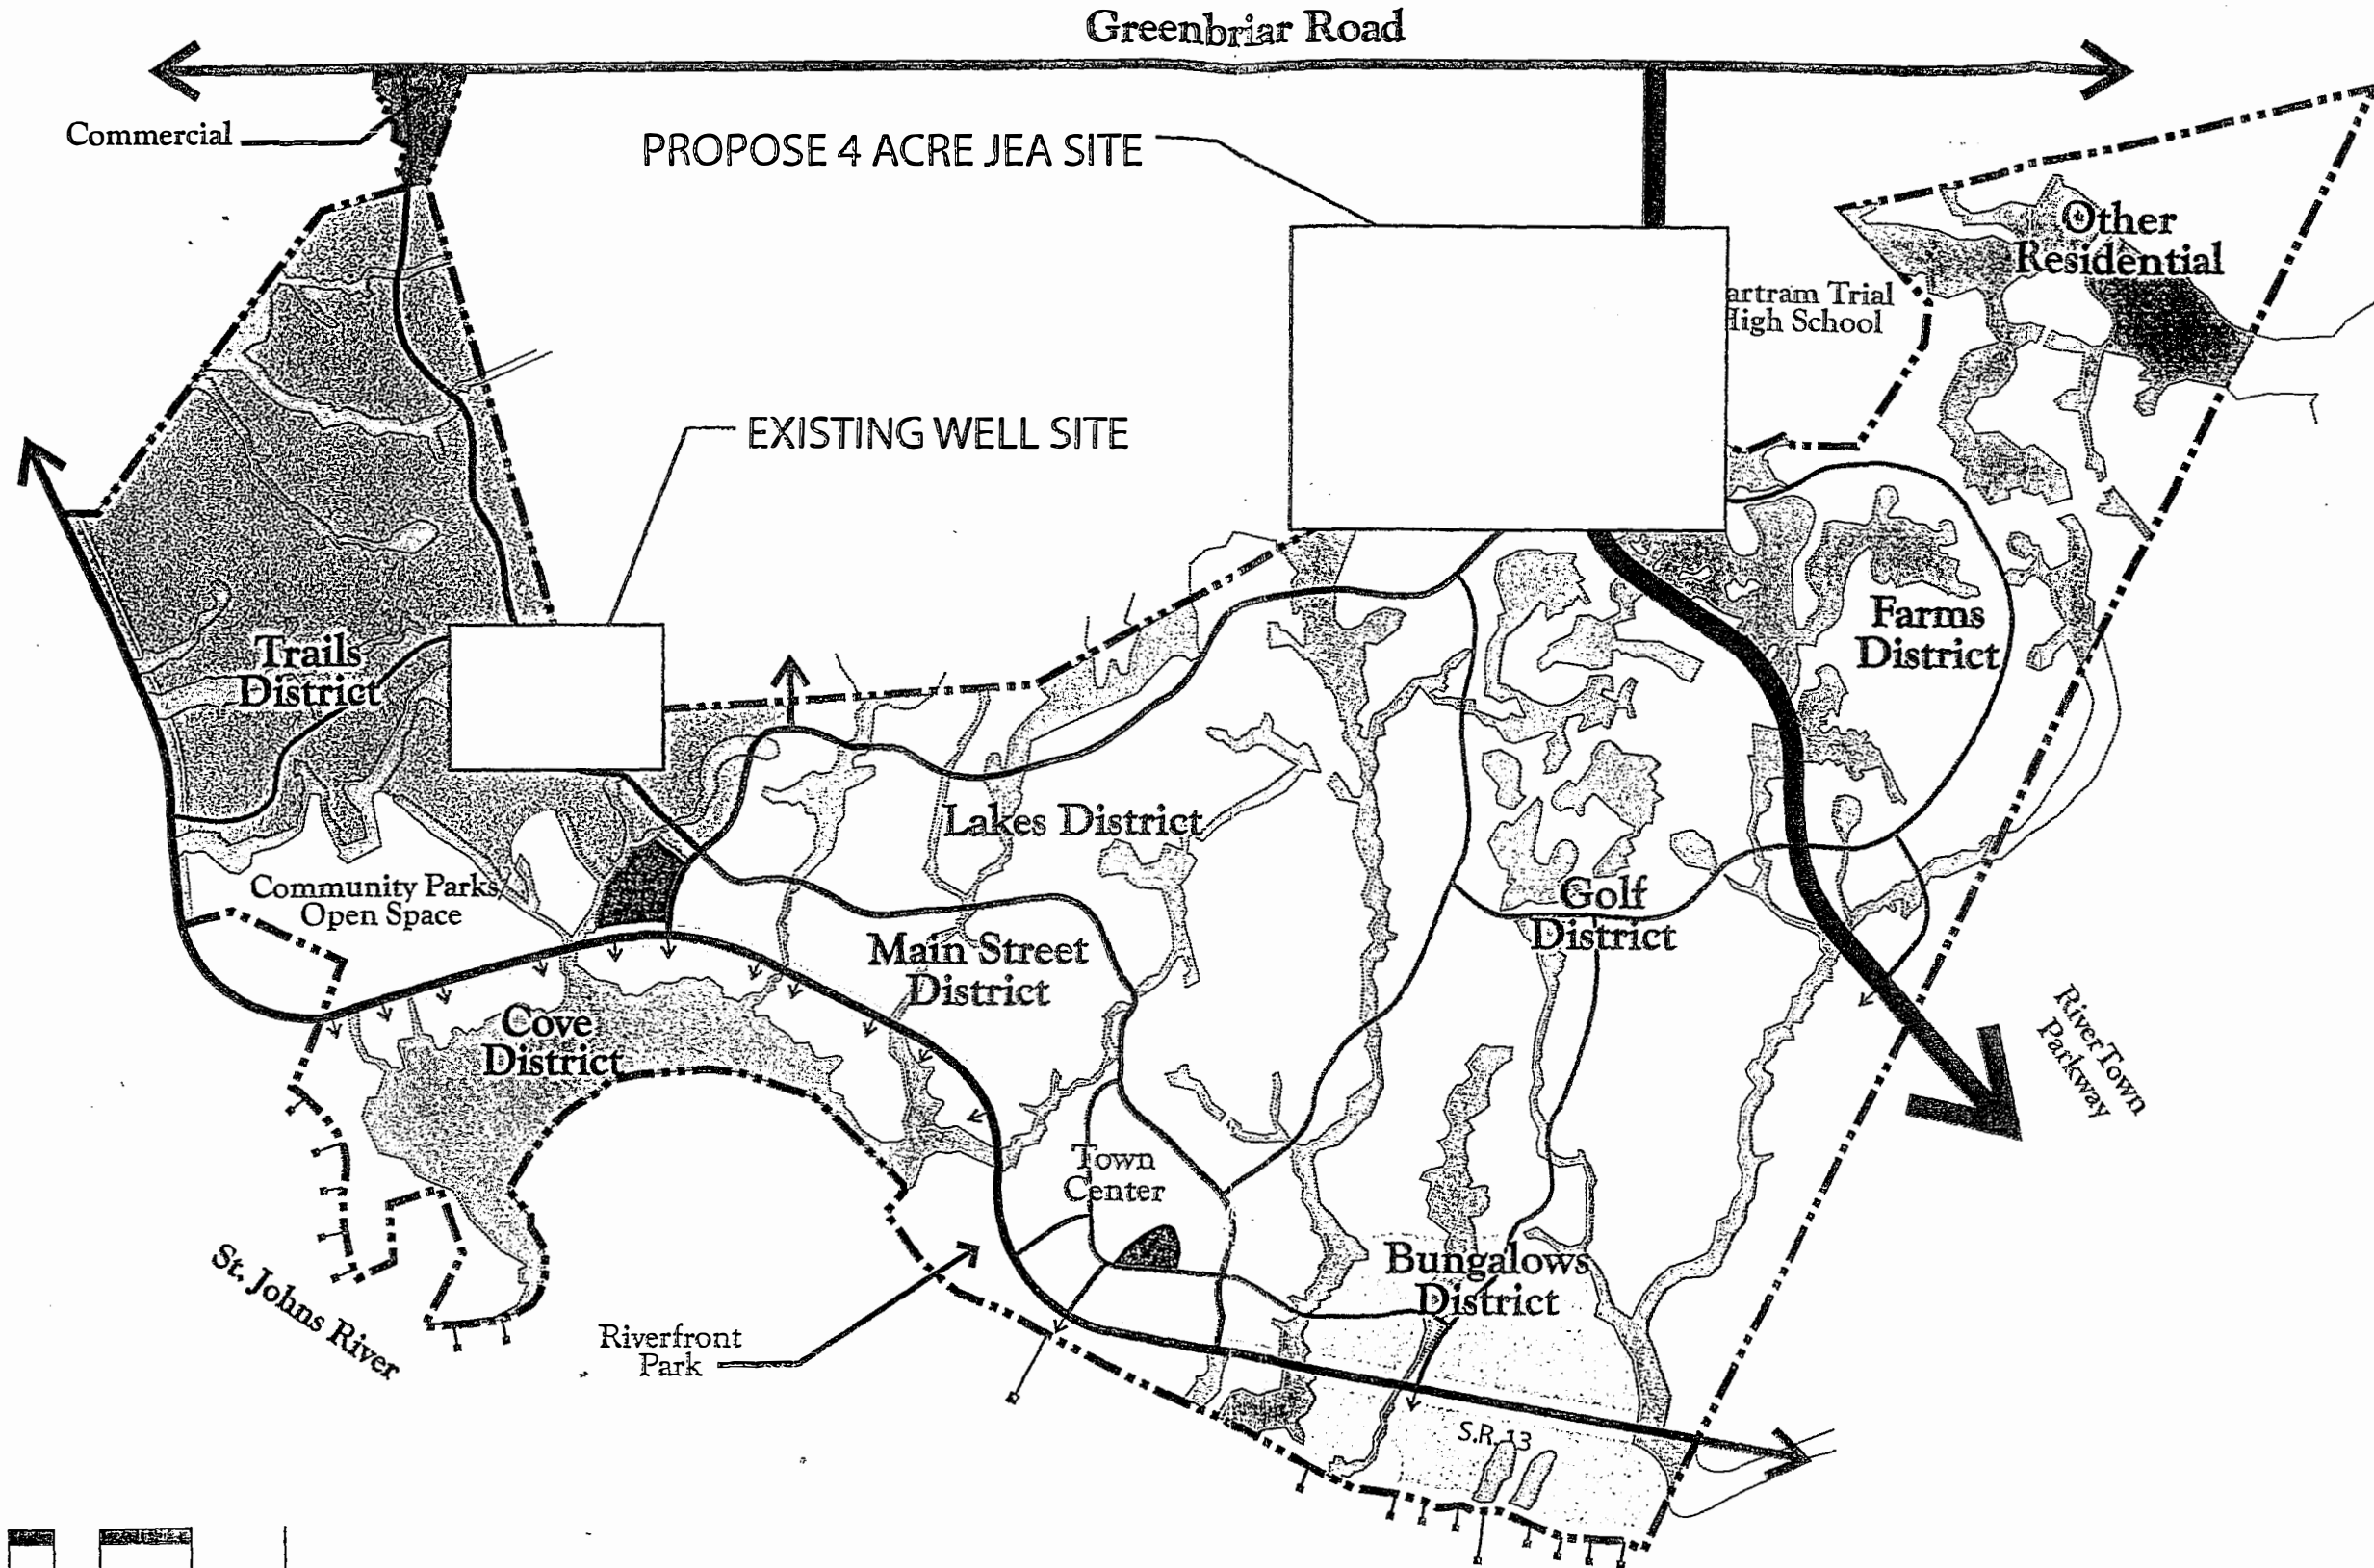 Greenbriar Road
Commercial
PROPOSE 4 ACRE JEA SITE
Other
Residential
artram Trial
High School
EXISTING WELL SITE
Trails
District
Farms
District
Lakes District
Community Parks/
Open Space
Golf
District
Main Street
District
Cove
District
RiverTown
Parkway
Town
Center
St. Johns River
Bungalows
District
Riverfront
Park
S.R. 13